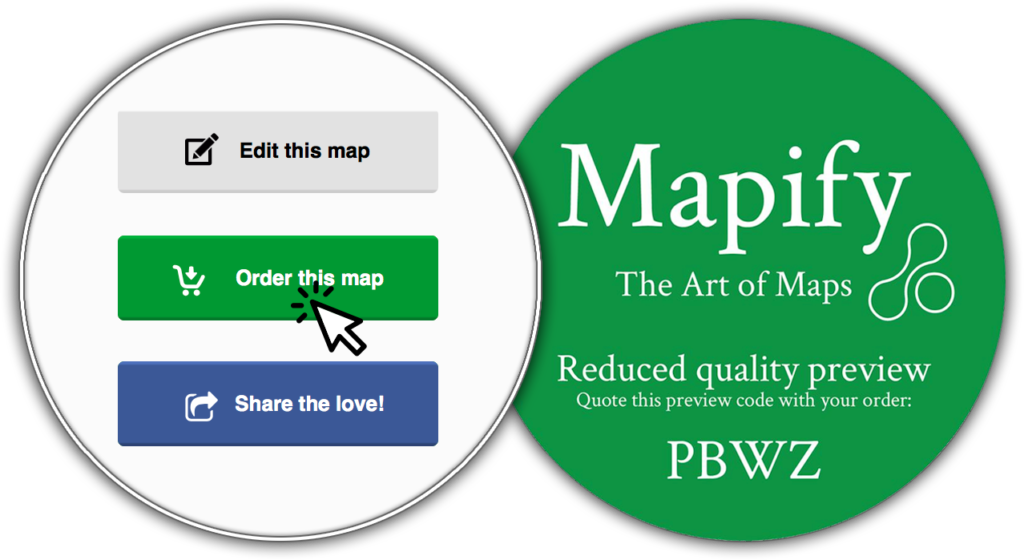 Edit this map
Order this map
Share the love!
Mapify
The Art of Maps
Reduced quality preview
Quote this preview code with your order:
PBWZ